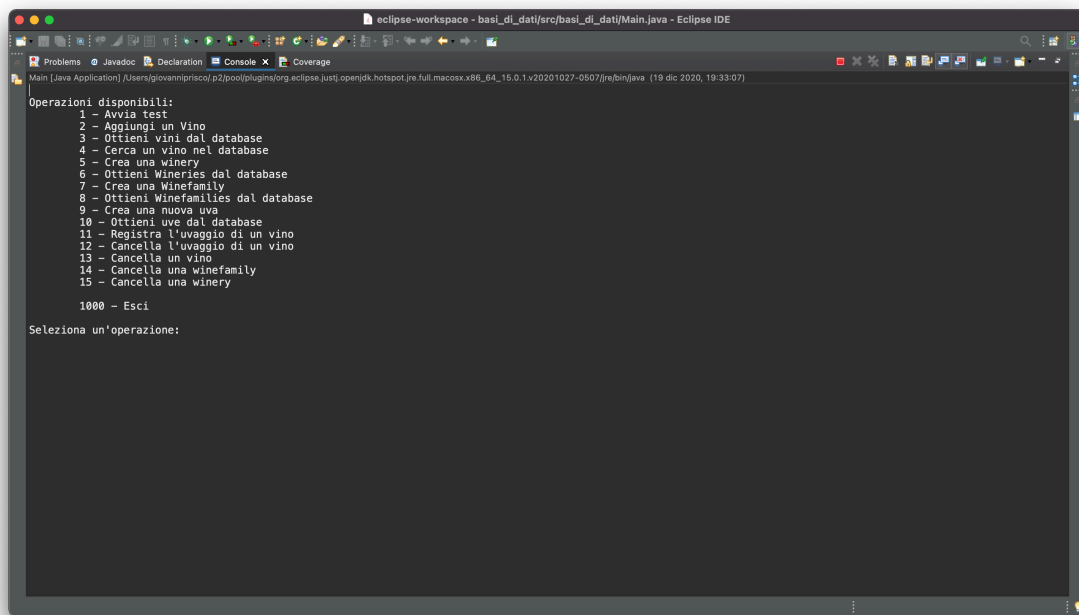 eclipse-workspace - basi_di_dati/src/basi_di_dati/Main.java - Eclipse IDE
Problems Javadoc Declaration Console Coverage
Main [Java Application] /Users/giovanniprisco/.p2/pool/plugins/org.eclipse.justj.openjdk.hotspot.jre.full.macosx.x86_64_15.0.1.v20201027-0507/jre/bin/java (19 dic 2020, 19:33:07)
Operazioni disponibili:
1 – Avvia test
2 – Aggiungi un Vino
3 – Ottieni vini dal database
4 – Cerca un vino nel database
5 – Crea una winery
6 – Ottieni Wineries dal database
7 – Crea una Winefamily
8 – Ottieni Winefamilies dal database
9 – Crea una nuova uva
10 – Ottieni uve dal database
11 – Registra l'uvaggio di un vino
12 – Cancella l'uvaggio di un vino
13 – Cancella un vino
14 – Cancella una winefamily
15 – Cancella una winery
1000 – Esci
Seleziona un'operazione: